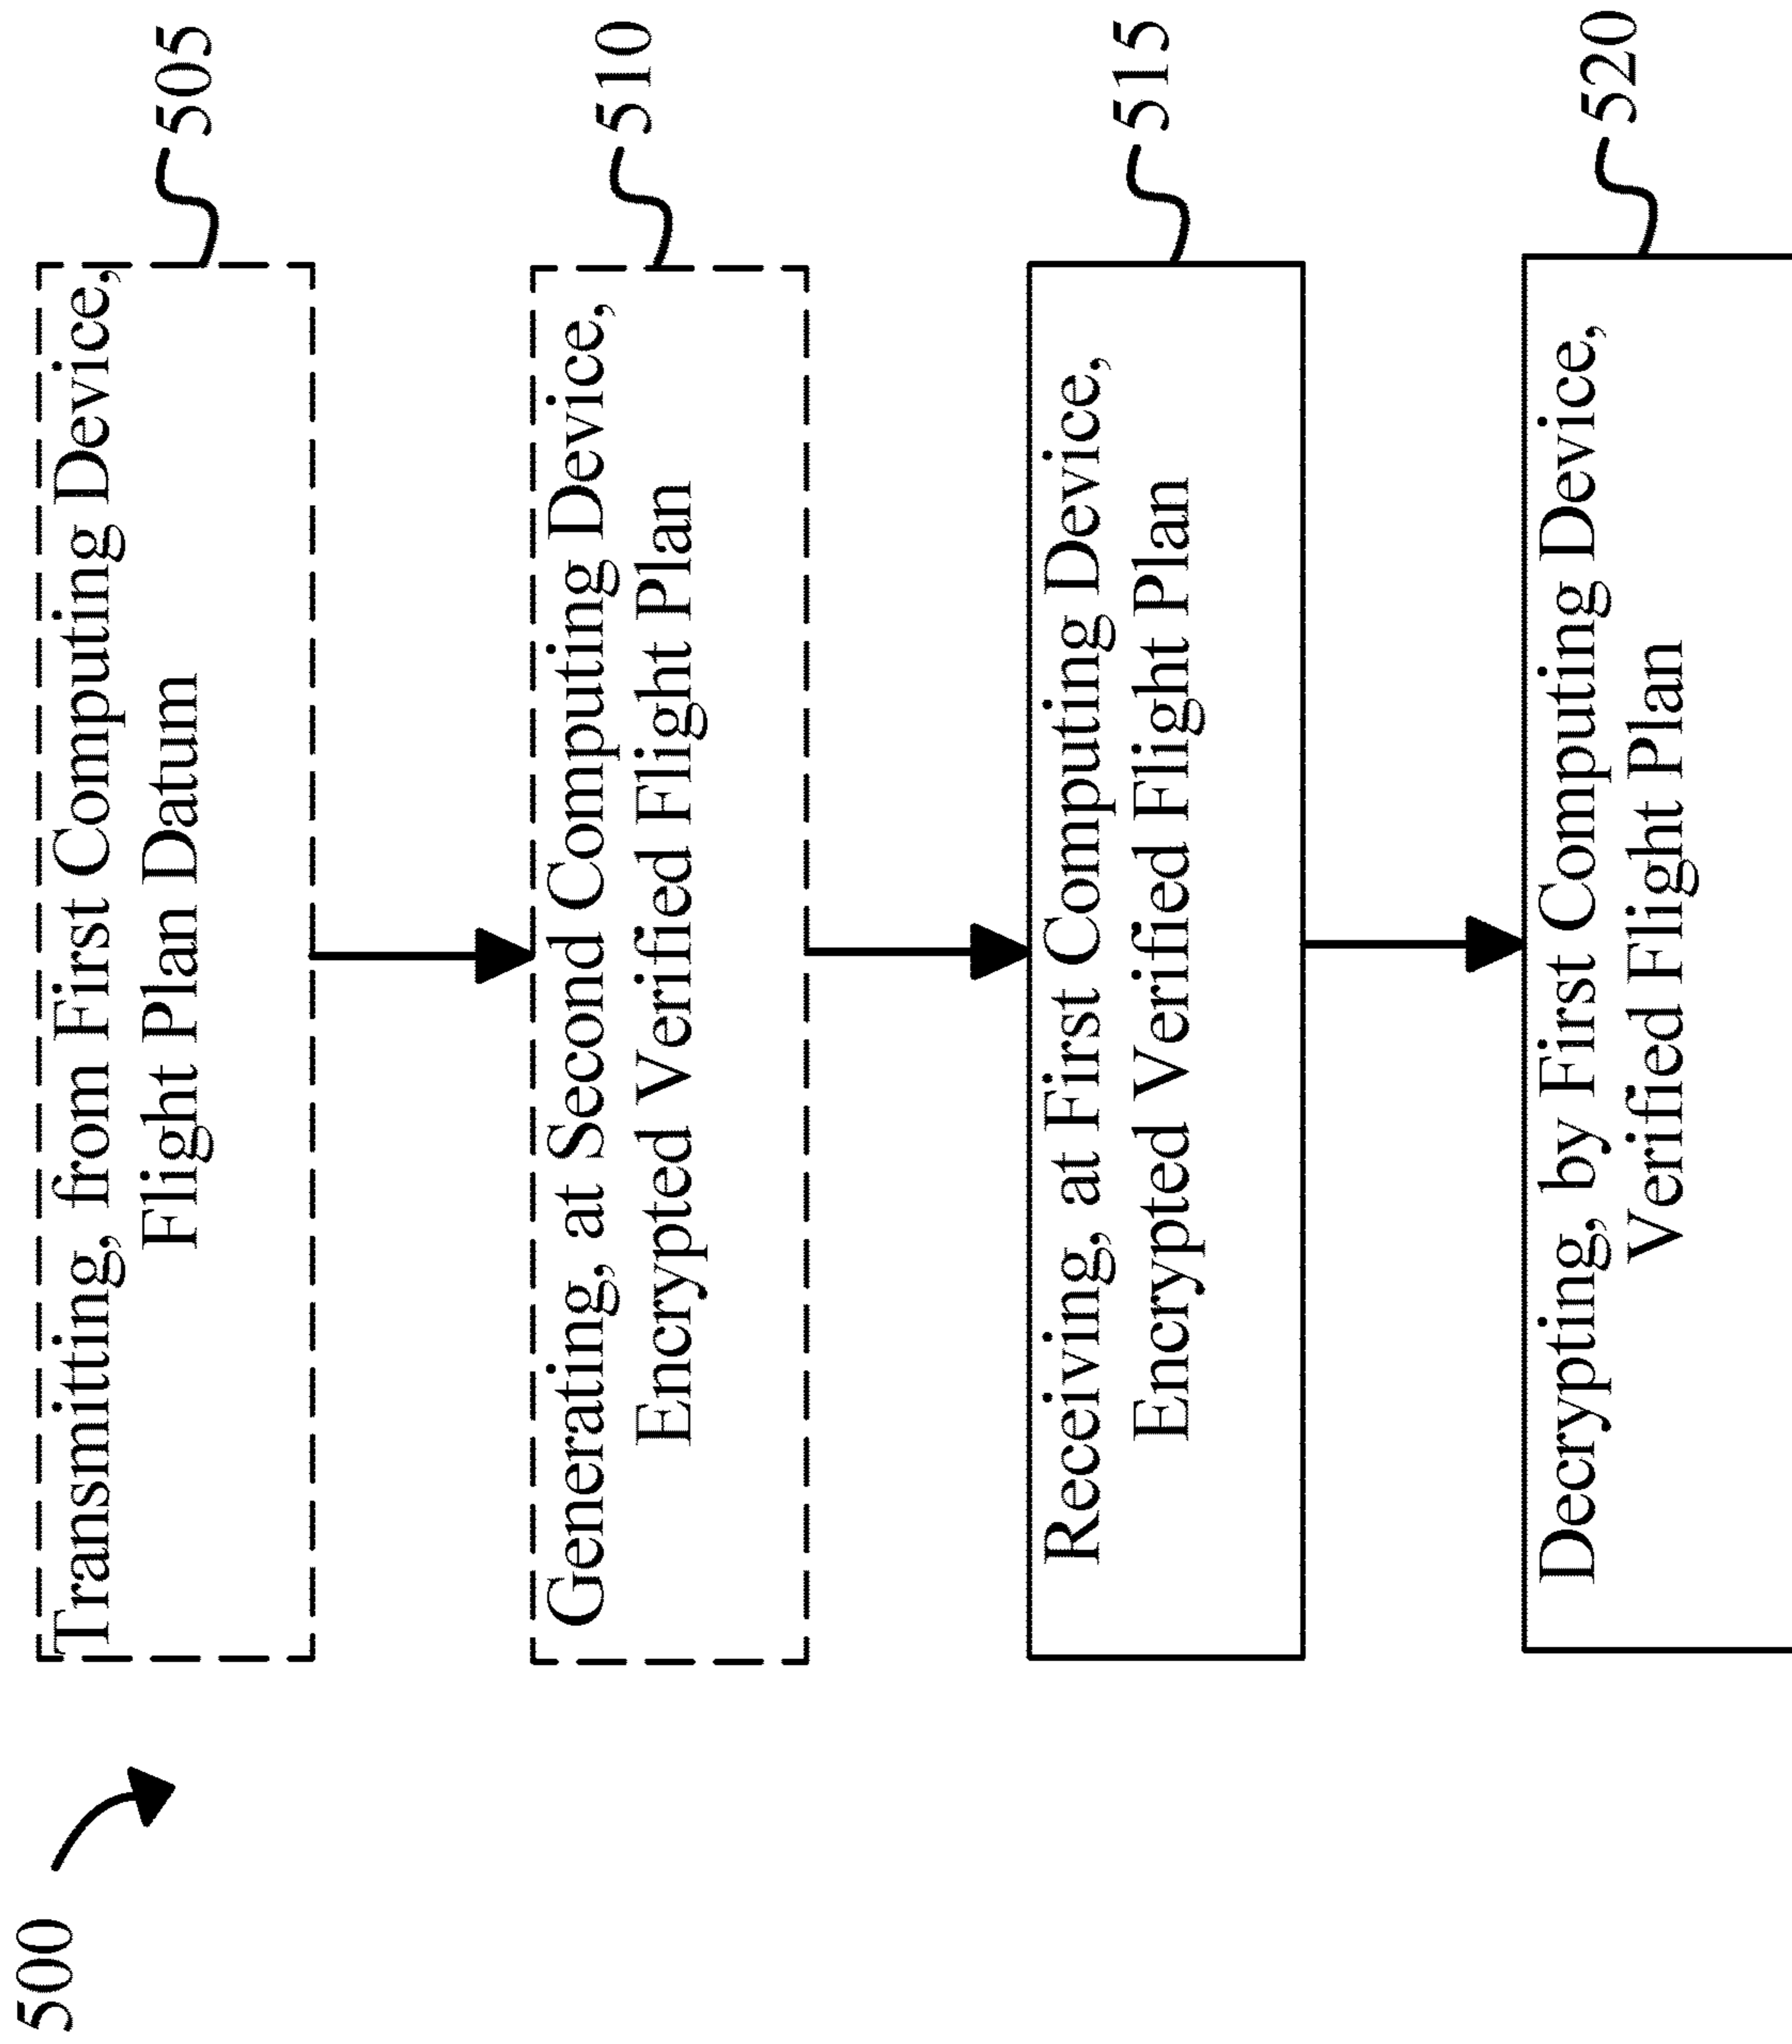 500
Transmitting, from First Computing Device,
Flight Plan Datum
505
Generating, at Second Computing Device,
Encrypted Verified Flight Plan
510
Receiving, at First Computing Device,
Encrypted Verified Flight Plan
515
Decrypting, by First Computing Device,
Verified Flight Plan
520